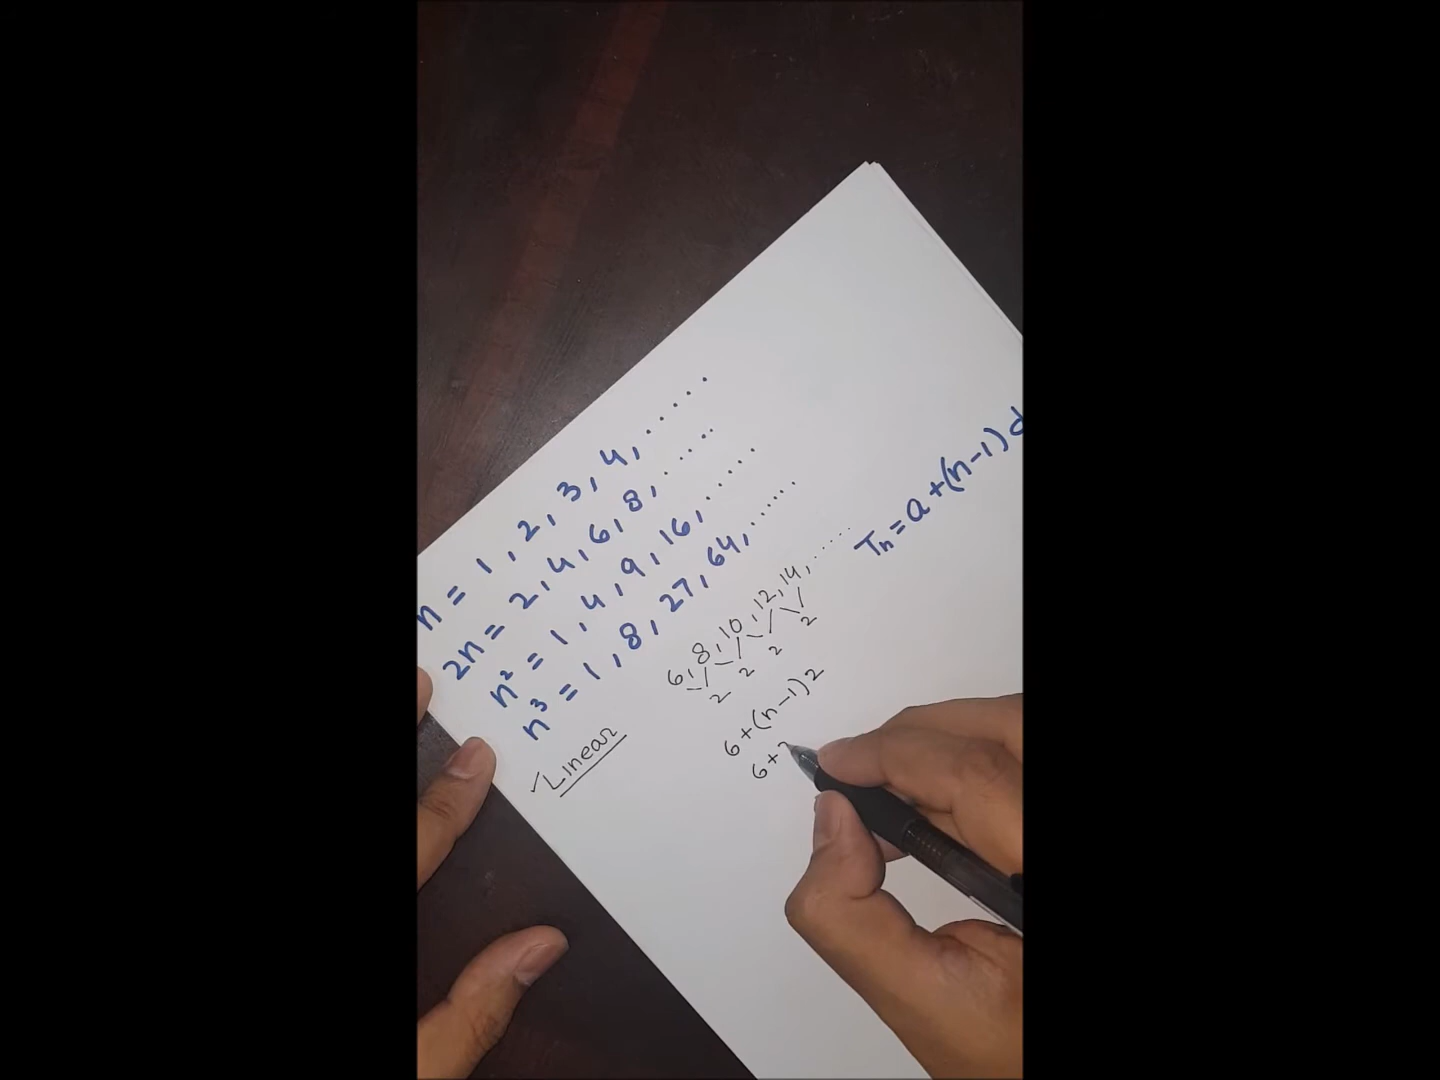 n = 1, 2, 3, 4, ......
2n = 2, 4, 6, 8, ......
n² = 1, 4, 9, 16, ......
n³ = 1, 8, 27, 64, .......
Tₙ = a + (n-1) d
✓Linear
6, 8, 10, 12, 14, ......
2 2 2 2
6 + (n-1) 2
6 +